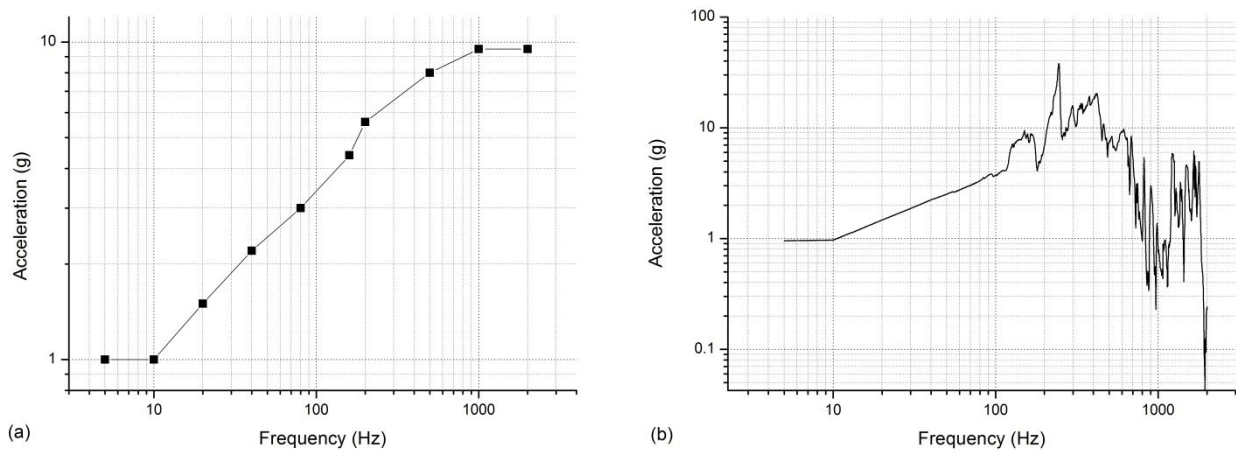 10
1
Acceleration (g)
10 100 1000
Frequency (Hz)
(a)
100
10
1
0.1
Acceleration (g)
10 100 1000
Frequency (Hz)
(b)